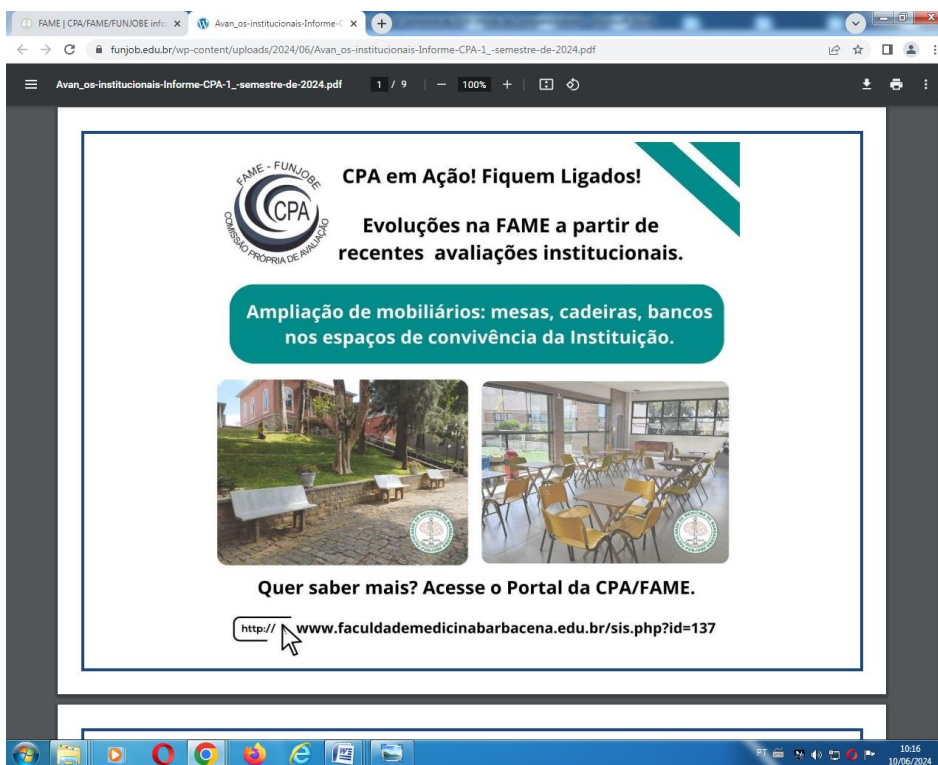 FAME | CPA/FAME/FUNJOBE info
Avan_os-institucionais-Informe-C
funjob.edu.br/wp-content/uploads/2024/06/Avan_os-institucionais-Informe-CPA-1_-semestre-de-2024.pdf
Avan_os-institucionais-Informe-CPA-1_-semestre-de-2024.pdf
1 / 9
100%
FAME - FUNJOBE
CPA
COMISSÃO PRÓPRIA DE AVALIAÇÃO
CPA em Ação! Fiquem Ligados!
Evoluções na FAME a partir de
recentes avaliações institucionais.
Ampliação de mobiliários: mesas, cadeiras, bancos
nos espaços de convivência da Instituição.
Quer saber mais? Acesse o Portal da CPA/FAME.
http://
www.faculdademedicinabarbacena.edu.br/sis.php?id=137
PT
10:16
10/06/2024